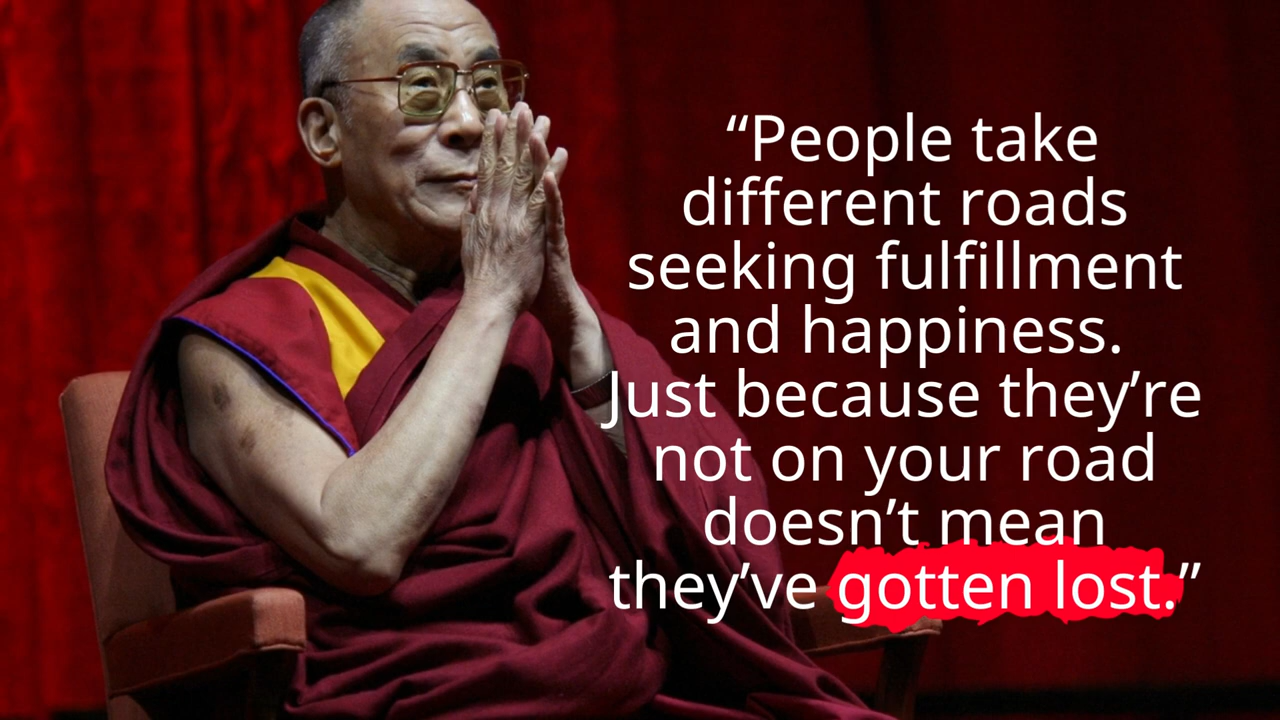 “People take
different roads
seeking fulfillment
and happiness.
Just because they’re
not on your road
doesn’t mean
they’ve gotten lost.”